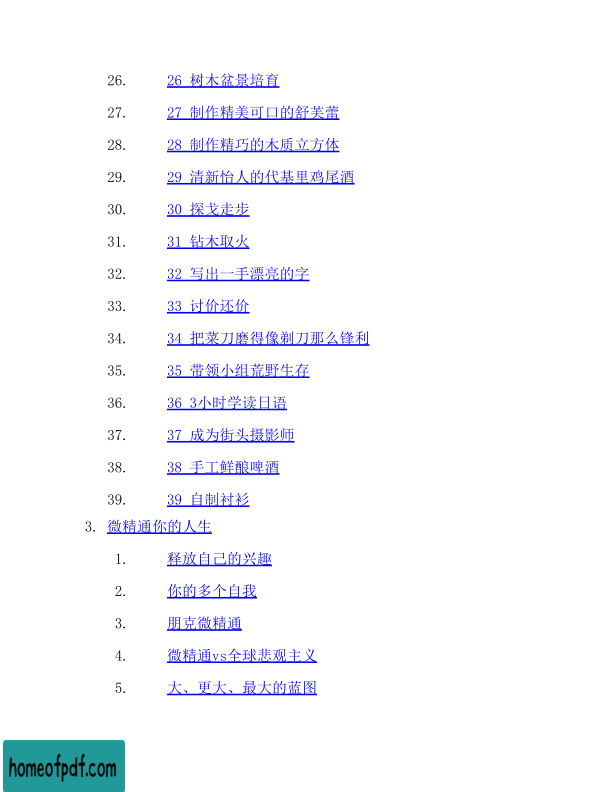 26. 26 树木盆景培育
27. 27 制作精美可口的舒芙蕾
28. 28 制作精巧的木质立方体
29. 29 清新怡人的代基里鸡尾酒
30. 30 探戈走步
31. 31 钻木取火
32. 32 写出一手漂亮的字
33. 33 讨价还价
34. 34 把菜刀磨得像剃刀那么锋利
35. 35 带领小组荒野生存
36. 36 3小时学读日语
37. 37 成为街头摄影师
38. 38 手工鲜酿啤酒
39. 39 自制衬衫
3. 微精通你的人生
1. 释放自己的兴趣
2. 你的多个自我
3. 朋克微精通
4. 微精通vs全球悲观主义
5. 大、更大、最大的蓝图
homeofpdf.com